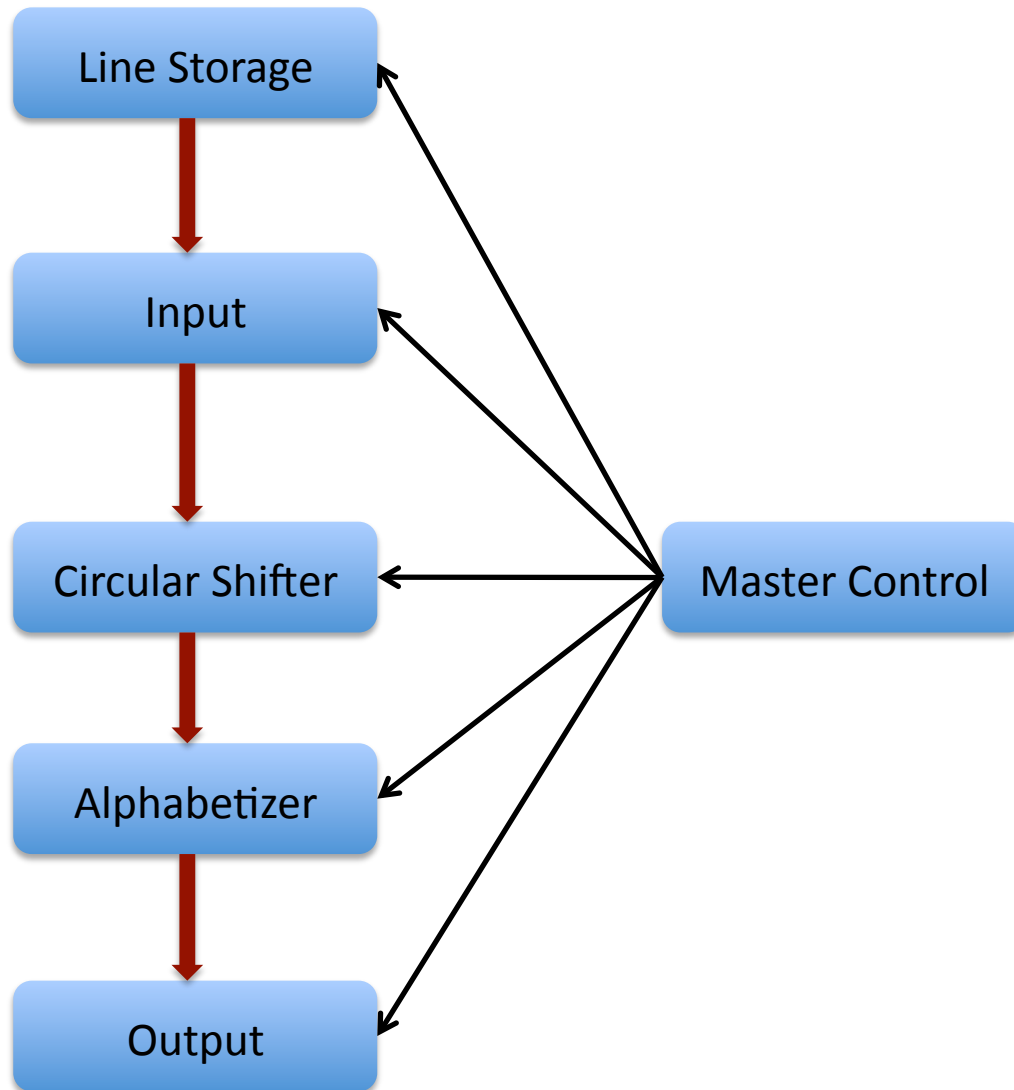 Line Storage
Input
Circular Shifter
Master Control
Alphabetizer
Output